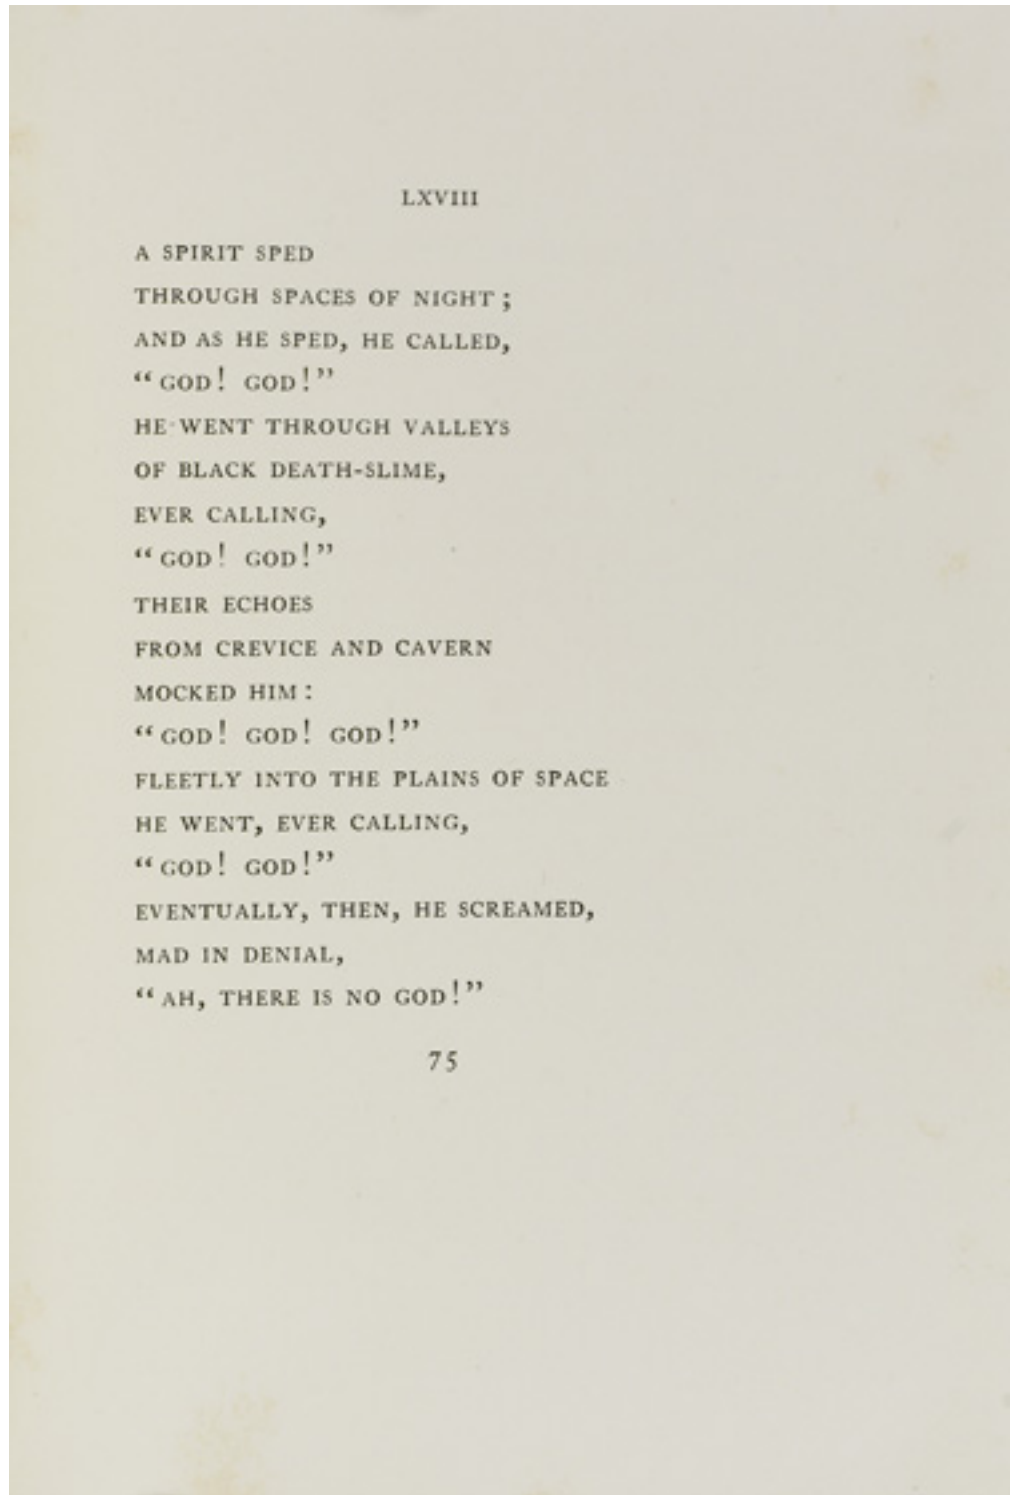 LXVIII
A SPIRIT SPED
THROUGH SPACES OF NIGHT ;
AND AS HE SPED, HE CALLED,
“ GOD ! GOD ! ”
HE WENT THROUGH VALLEYS
OF BLACK DEATH-SLIME,
EVER CALLING,
“ GOD ! GOD ! ”
THEIR ECHOES
FROM CREVICE AND CAVERN
MOCKED HIM :
“ GOD ! GOD ! GOD ! ”
FLEETLY INTO THE PLAINS OF SPACE
HE WENT, EVER CALLING,
“ GOD ! GOD ! ”
EVENTUALLY, THEN, HE SCREAMED,
MAD IN DENIAL,
“ AH, THERE IS NO GOD ! ”
75